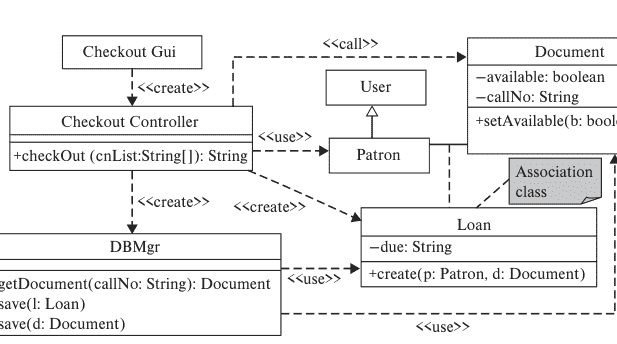 <<call>>
Document
Checkout Gui
−available: boolean
−callNo: String
<<create>>
User
Checkout Controller
+setAvailable(b:
<<use>>
+checkOut (cnList:String[]): String
Patron
Association
class
<<create>>
<<create>>
Loan
DBMgr
−due: String
+create(p: Patron, d: Document)
getDocument(callNo: String): Document
<<use>>
save(l: Loan)
save(d: Document)
<<use>>